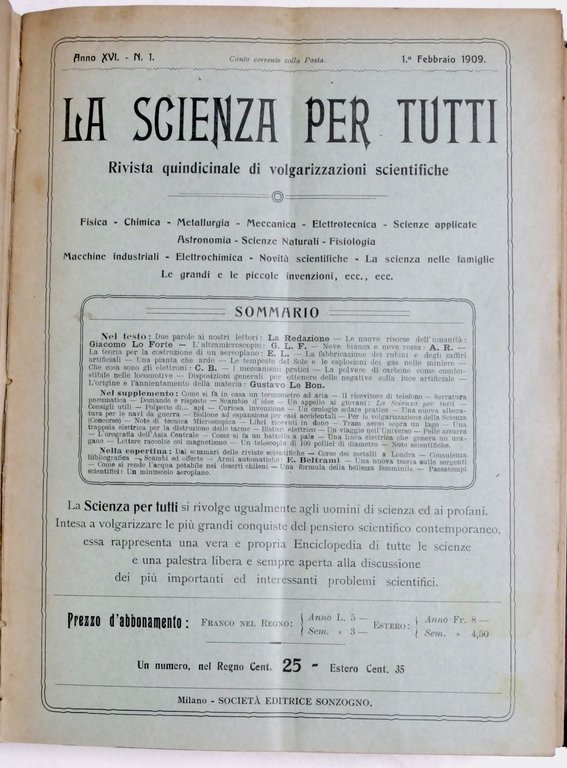 Anno XVI. - N. 1.
Conto corrente colla Posta.
1.º Febbraio 1909.
LA SCIENZA PER TUTTI
Rivista quindicinale di volgarizzazioni scientifiche
Fisica - Chimica - Metallurgia - Meccanica - Elettrotecnica - Scienze applicate
Astronomia - Scienze Naturali - Fisiologia
Macchine industriali - Elettrochimica - Novità scientifiche - La scienza nelle famiglie
Le grandi e le piccole invenzioni, ecc., ecc.
SOMMARIO
Nel testo: Due parole ai nostri lettori: La Redazione — Le nuove risorse dell'umanità:
Giacomo Lo Forte — L'ultramicroscopio: G. L. F. — Neve bianca e neve rossa: A. R. —
La teoria per la costruzione di un aereoplano: E. L. — La fabbricazione dei rubini e degli zaffiri
artificiali — Una pianta che arde — Le tempeste del Sole e le esplosioni dei gas nelle miniere —
Che cosa sono gli elettroni: C. B. — I meccanismi pratici — La polvere di carbone come combu-
stibile nelle locomotive — Disposizioni generali per ottenere delle negative colla luce artificiale —
L'origine e l'annientamento della materia: Gustavo Le Bon.
Nel supplemento: Come si fa in casa un termometro ad aria — Il ricevitore di telefono — Serratura
pneumatica — Domande e risposte — Scambio d'idee — Un appello ai giovani: La Scienza per tutti —
Consigli utili — Polpette di... api — Curiosa invenzione — Un orologio solare pratico — Una nuova albera-
tura per le navi da guerra — Bobine ad espansione per casi accidentali — Per la volgarizzazione della Scienza
(Concorso) — Note di tecnica Microscopica — Libri ricevuti in dono — Tram aereo sopra un lago — Una
trappola elettrica per la distruzione delle tarme — Bisturi elettrico — Un viaggio nell'Universo — Pelle azzurra
— L'orografia dell'Asia Centrale — Come si fa un battello a pale — Una linea elettrica che genera un ura-
gano — Lettere raccolte col magnetismo — Un telescopio di 100 pollici di diametro — Note scientifiche.
Nella copertina: Dai sommari delle riviste scientifiche — Corso dei metalli a Londra — Consulenza
Bibliografica — Scambi ed offerte — Armi automatiche: E. Beltrami — Una nuova teoria sulle sorgenti
— Come si rende l'acqua potabile nei deserti chileni — Una formula della bellezza femminile — Passatempi
scientifici: Un minuscolo aeroplano.
La Scienza per tutti si rivolge ugualmente agli uomini di scienza ed ai profani.
Intesa a volgarizzare le più grandi conquiste del pensiero scientifico contemporaneo,
essa rappresenta una vera e propria Enciclopedia di tutte le scienze
e una palestra libera e sempre aperta alla discussione
dei più importanti ed interessanti problemi scientifici.
Prezzo d'abbonamento: FRANCO NEL REGNO: { Anno L. 5 — ESTERO: { Anno Fr. 8 —
Sem. » 3 — Sem. » 4,50
Un numero, nel Regno Cent. 25 - Estero Cent. 35
Milano - SOCIETÀ EDITRICE SONZOGNO.